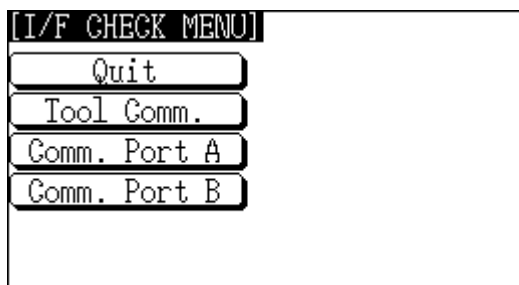 [I/F CHECK MENU]
Quit
Tool Comm.
Comm. Port A
Comm. Port B